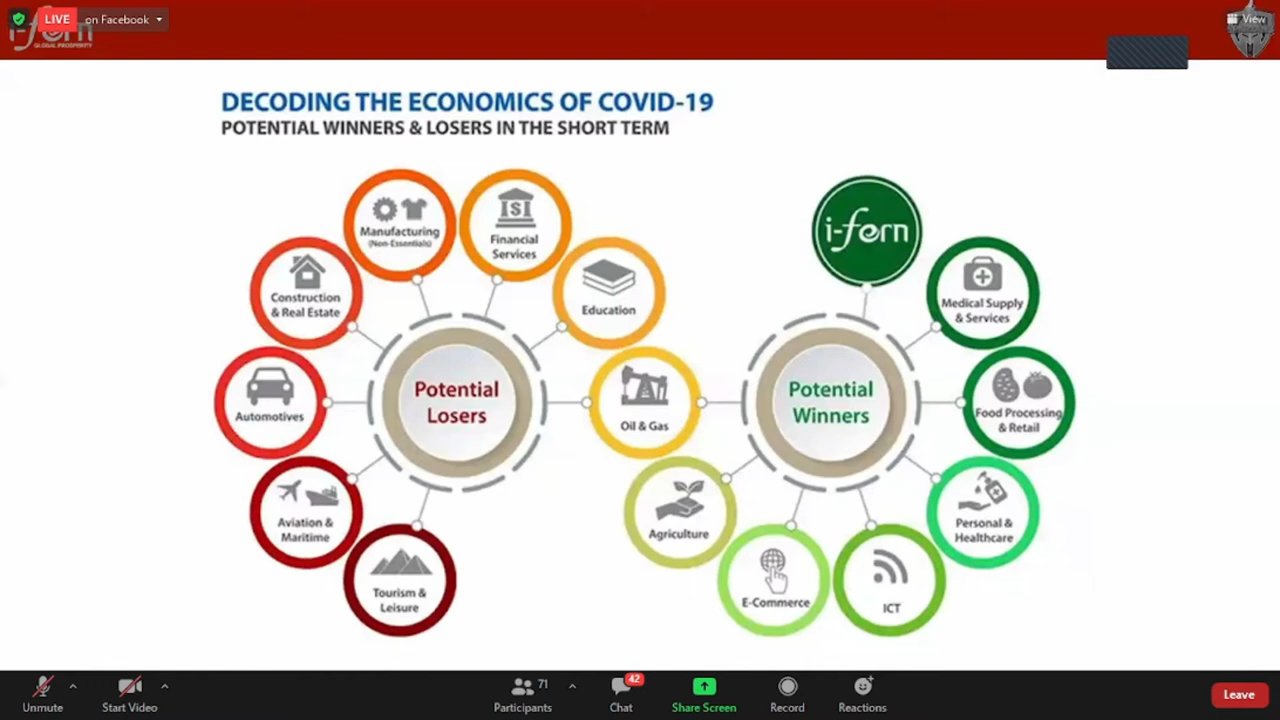 LIVE on Facebook
i-fern
GLOBAL PROSPERITY
View
DECODING THE ECONOMICS OF COVID-19
POTENTIAL WINNERS & LOSERS IN THE SHORT TERM
Manufacturing
(Non-Essentials)
$
Financial
Services
Construction
& Real Estate
Education
Automotives
Potential
Losers
Oil & Gas
Aviation &
Maritime
Tourism &
Leisure
i-fern
Medical Supply
& Services
Potential
Winners
Food Processing
& Retail
Agriculture
Personal &
Healthcare
E-Commerce
ICT
Unmute
Start Video
71
Participants
42
Chat
Share Screen
Record
Reactions
Leave